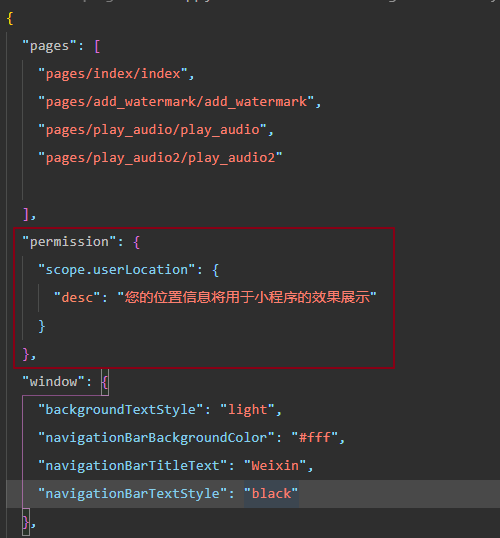 {
"pages": [
"pages/index/index",
"pages/add_watermark/add_watermark",
"pages/play_audio/play_audio",
"pages/play_audio2/play_audio2"
],
"permission": {
"scope.userLocation": {
"desc": "您的位置信息将用于小程序的效果展示"
}
},
"window": {
"backgroundTextStyle": "light",
"navigationBarBackgroundColor": "#fff",
"navigationBarTitleText": "Weixin",
"navigationBarTextStyle": "black"
},